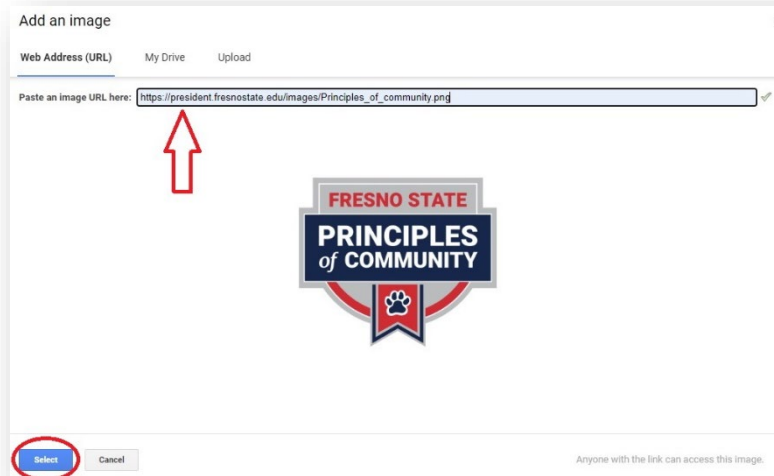 Add an image
Web Address (URL) My Drive Upload
Paste an image URL here: https://president.fresnostate.edu/images/Principles_of_community.png
FRESNO STATE
PRINCIPLES
of COMMUNITY
Select Cancel Anyone with the link can access this image.